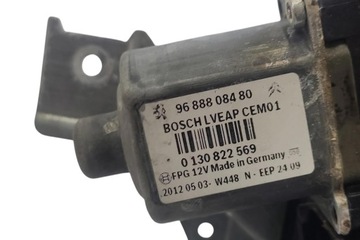 96 888 084 80
BOSCH LVEAP CEM01
0 130 822 569
FPG 12V Made in Germany
2012 05 03 - W448 N - EEP 24 09